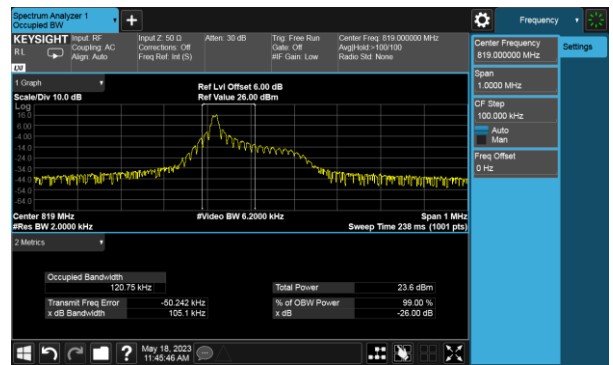 Spectrum Analyzer 1
Occupied BW
Frequency
KEYSIGHT
RL
Input: RF
Coupling: AC
Align: Auto
Input Z: 50 Ω
Corrections: Off
Freq Ref: Int (S)
Atten: 30 dB
Trig: Free Run
Gate: Off
#IF Gain: Low
Center Freq: 819.000000 MHz
Avg|Hold:>100/100
Radio Std: None
LXI
1 Graph
Scale/Div 10.0 dB
Ref Lvl Offset 6.00 dB
Ref Value 26.00 dBm
Log
16.0
6.00
-4.00
-14.0
-24.0
-34.0
-44.0
-54.0
-64.0
Center 819 MHz
#Res BW 2.0000 kHz
#Video BW 6.2000 kHz
Span 1 MHz
Sweep Time 238 ms (1001 pts)
2 Metrics
Occupied Bandwidth
120.75 kHz
Total Power
23.6 dBm
Transmit Freq Error
-50.242 kHz
% of OBW Power
99.00 %
x dB Bandwidth
105.1 kHz
x dB
-26.00 dB
May 18, 2023
11:45:46 AM
Center Frequency
819.000000 MHz
Settings
Span
1.0000 MHz
CF Step
100.000 kHz
Auto
Man
Freq Offset
0 Hz